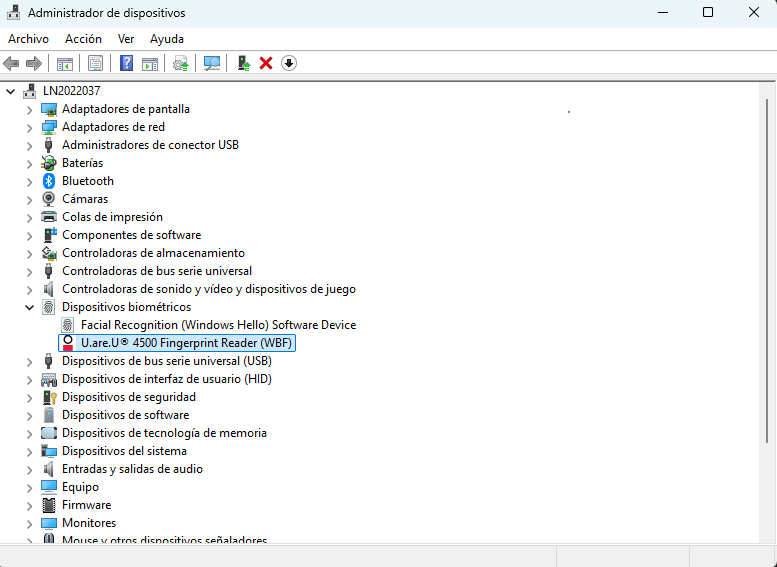 Administrador de dispositivos
Archivo Acción Ver Ayuda
LN2022037
Adaptadores de pantalla
Adaptadores de red
Administradores de conector USB
Baterías
Bluetooth
Cámaras
Colas de impresión
Componentes de software
Controladoras de almacenamiento
Controladoras de bus serie universal
Controladoras de sonido y vídeo y dispositivos de juego
Dispositivos biométricos
Facial Recognition (Windows Hello) Software Device
U.are.U® 4500 Fingerprint Reader (WBF)
Dispositivos de bus serie universal (USB)
Dispositivos de interfaz de usuario (HID)
Dispositivos de seguridad
Dispositivos de software
Dispositivos de tecnología de memoria
Dispositivos del sistema
Entradas y salidas de audio
Equipo
Firmware
Monitores
Mouse y otros dispositivos señaladores